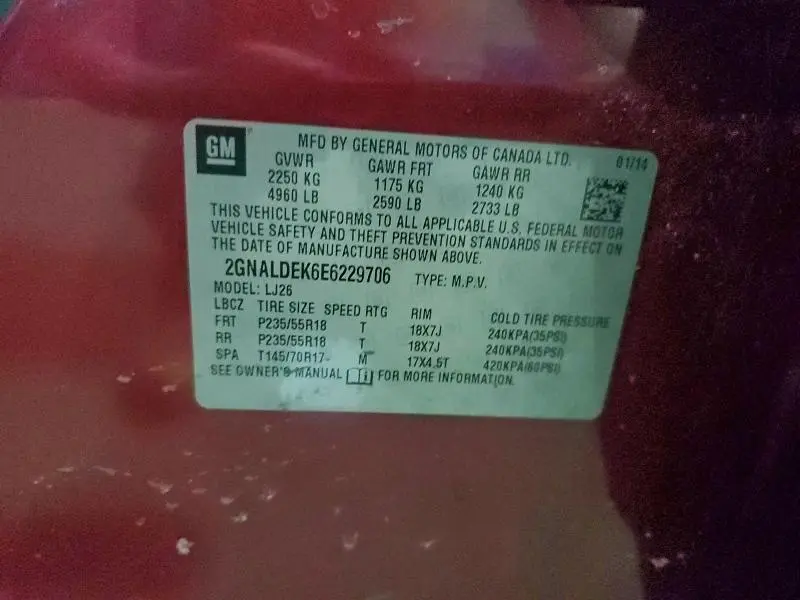 GM MFD BY GENERAL MOTORS OF CANADA LTD. 01/14
GVWR GAWR FRT GAWR RR
2250 KG 1175 KG 1240 KG
4960 LB 2590 LB 2733 LB
THIS VEHICLE CONFORMS TO ALL APPLICABLE U.S. FEDERAL MOTOR
VEHICLE SAFETY AND THEFT PREVENTION STANDARDS IN EFFECT ON
THE DATE OF MANUFACTURE SHOWN ABOVE.
2GNALDEK6E6229706 TYPE: M.P.V.
MODEL: LJ26
LBCZ TIRE SIZE SPEED RTG RIM COLD TIRE PRESSURE
FRT P235/55R18 T 18X7J 240KPA(35PSI)
RR P235/55R18 T 18X7J 240KPA(35PSI)
SPA T145/70R17 M 17X4.5T 420KPA(60PSI)
SEE OWNER'S MANUAL FOR MORE INFORMATION.